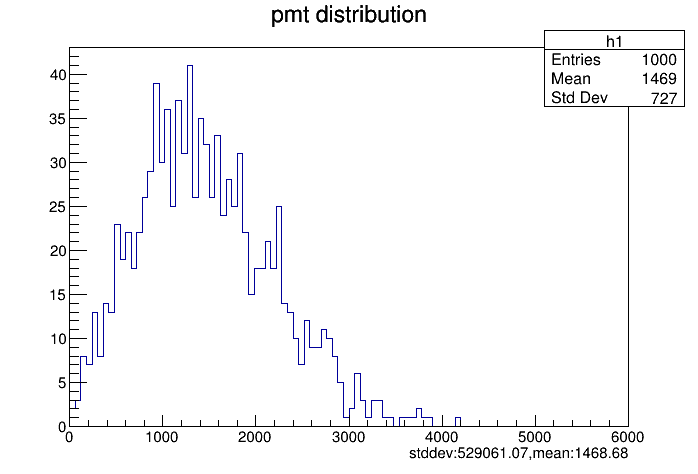 pmt distribution
h1
Entries 1000
Mean 1469
Std Dev 727
40
35
30
25
20
15
10
5
0
0 1000 2000 3000 4000 5000 6000
stddev:529061.07,mean:1468.68